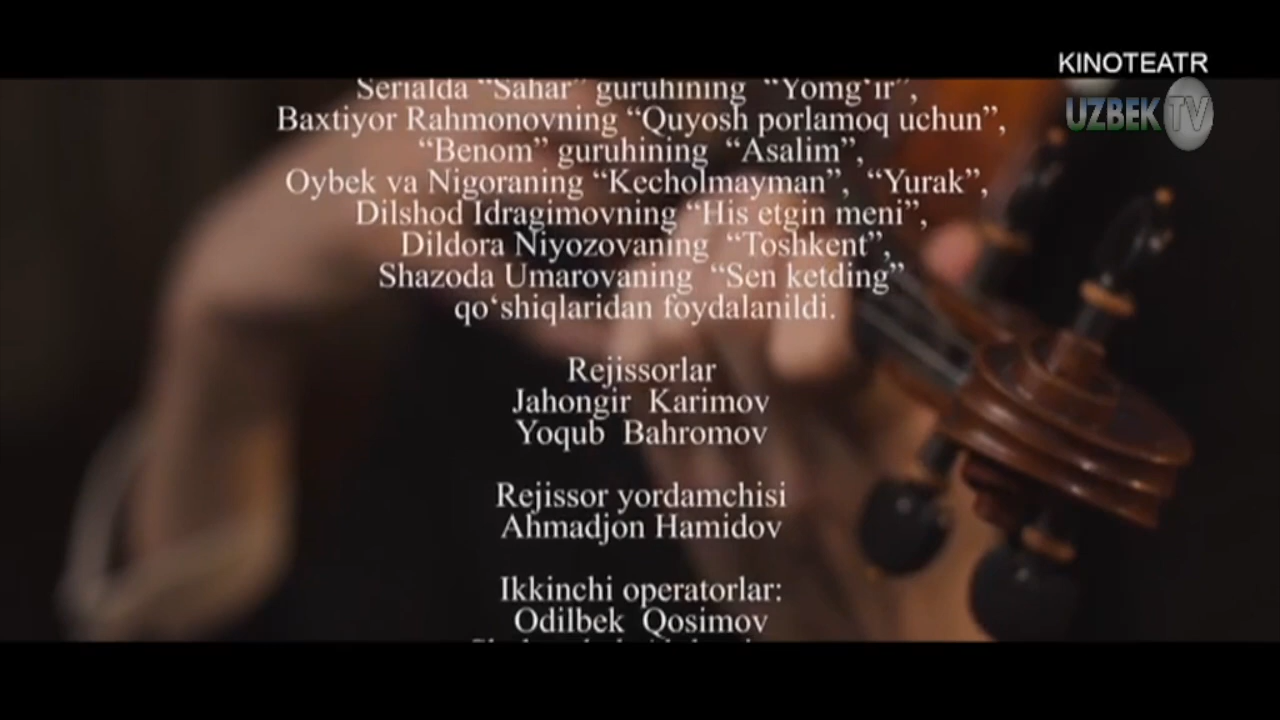 KINOTEATR
UZBEK TV
Serialda “Sahar” guruhining “Yomg‘ir”,
Baxtiyor Rahmonovning “Quyosh porlamoq uchun”,
“Benom” guruhining “Asalim”,
Oybek va Nigoraning “Kecholmayman”, “Yurak”,
Dilshod Idragimovning “His etgin meni”,
Dildora Niyozovaning “Toshkent”,
Shazoda Umarovaning “Sen ketding”
qo‘shiqlaridan foydalanildi.
Rejissorlar
Jahongir Karimov
Yoqub Bahromov
Rejissor yordamchisi
Ahmadjon Hamidov
Ikkinchi operatorlar:
Odilbek Qosimov